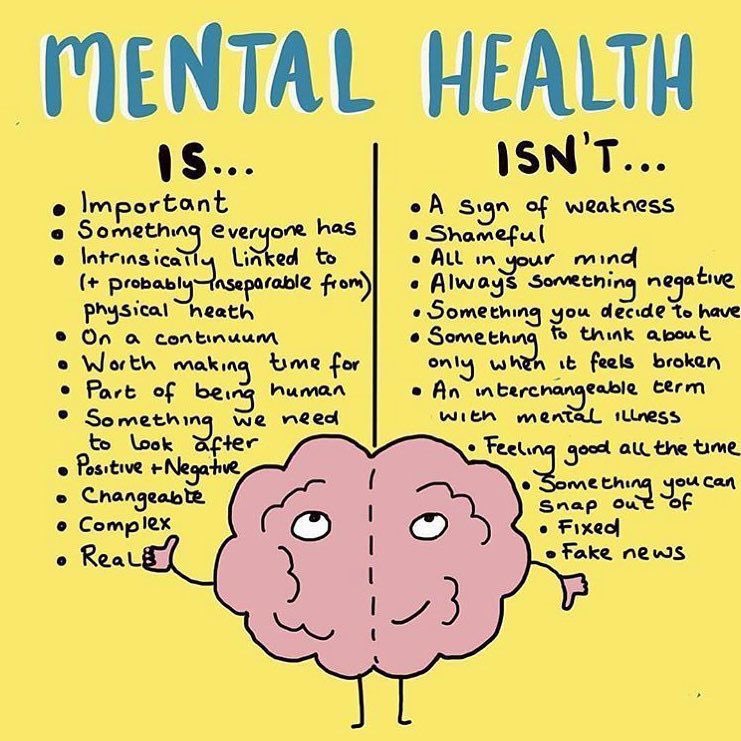 MENTAL HEALTH
IS...
• Important
• Something everyone has
• Intrinsically Linked to
(+ probably Inseparable from)
physical heath
• On a continuum
• Worth making time for
• Part of being human
• Something we need
to look after
• Positive + Negative
• Changeable
• Complex
• Real
ISN'T...
• A sign of weakness
• Shameful
• All in your mind
• Always something negative
• Something you decide to have
• Something to think about
only when it feels broken
• An interchangeable term
with mental illness
• Feeling good all the time
• Something you can
snap out of
• Fixed
• Fake news